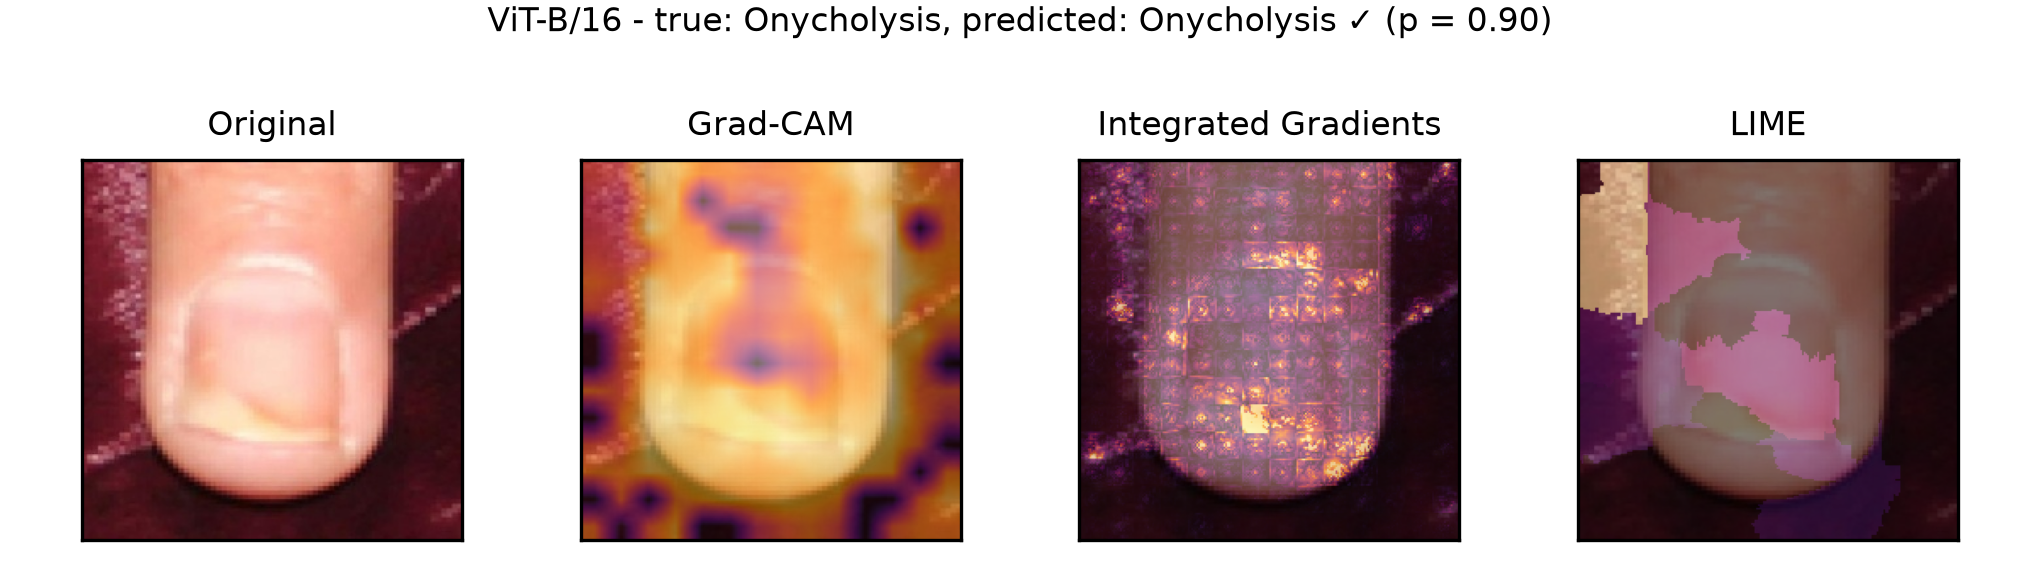 ViT-B/16 - true: Onycholysis, predicted: Onycholysis ✓ (p = 0.90)
Original
Grad-CAM
Integrated Gradients
LIME